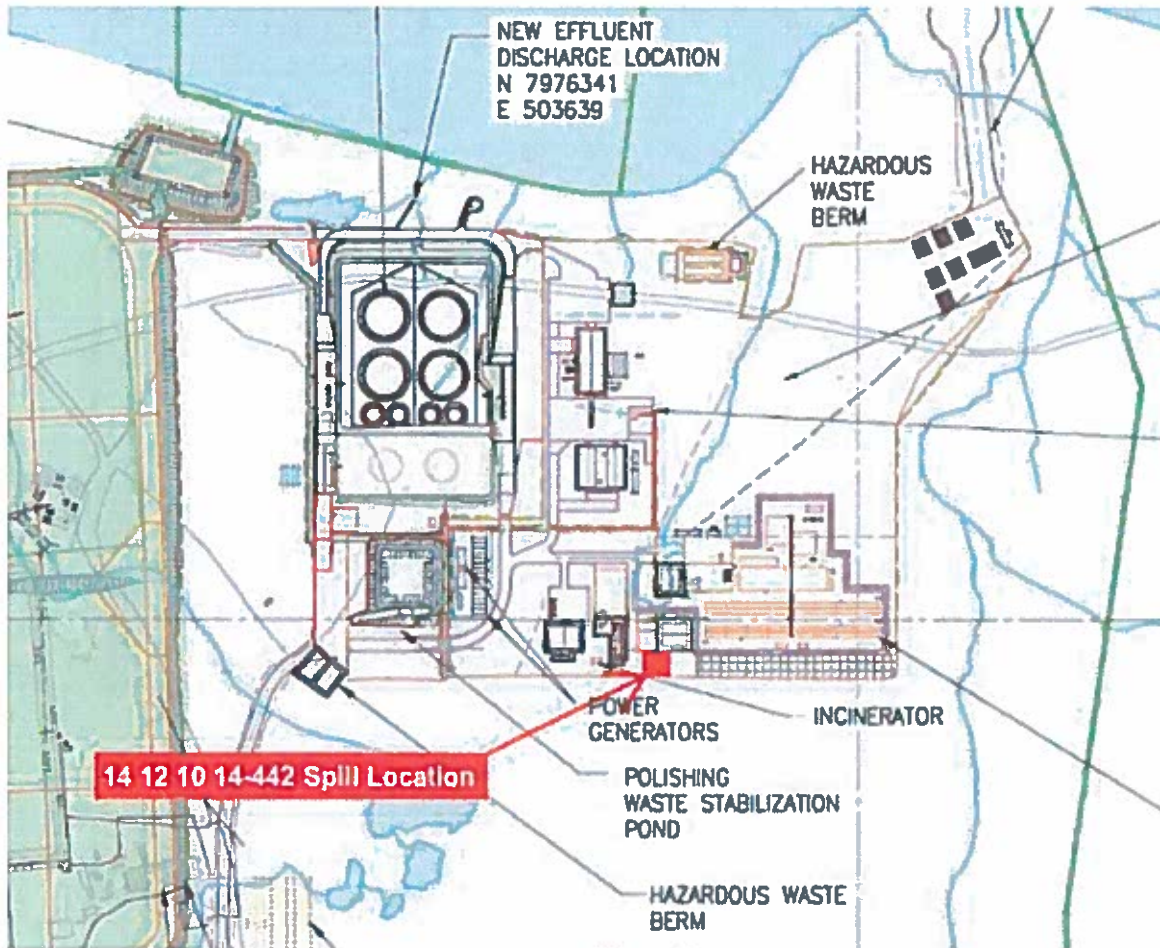 NEW EFFLUENT
DISCHARGE LOCATION
N 7976341
E 503639
HAZARDOUS
WASTE
BERM
POWER
GENERATORS
INCINERATOR
14 12 10 14-442 Spill Location
POLISHING
WASTE STABILIZATION
POND
HAZARDOUS WASTE
BERM